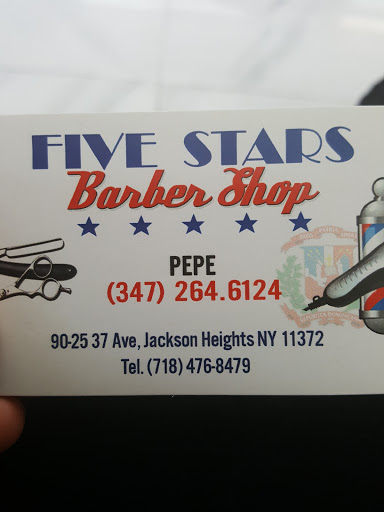 FIVE STARS
Barber Shop
PEPE
(347) 264.6124
90-25 37 Ave, Jackson Heights NY 11372
Tel. (718) 476-8479